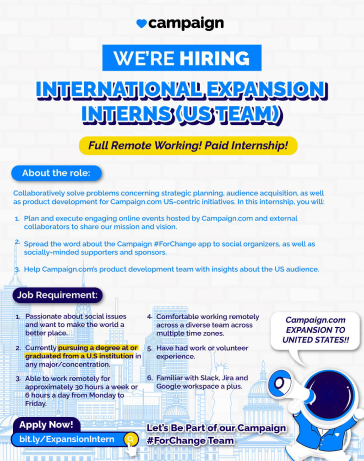 campaign
WE'RE HIRING
INTERNATIONAL EXPANSION
INTERNS (US TEAM)
Full Remote Working! Paid Internship!
About the role:
Collaboratively solve problems concerning strategic planning, audience acquisition, as well
as product development for Campaign.com US-centric initiatives. In this internship, you will:
1. Plan and execute engaging online events hosted by Campaign.com and external
collaborators to share our mission and vision.
2. Spread the word about the Campaign #ForChange app to social organizers, as well as
socially-minded supporters and sponsors.
3. Help Campaign.com's product development team with insights about the US audience.
Job Requirement:
1. Passionate about social issues
and want to make the world a
better place.
2. Currently pursuing a degree at or
graduated from a U.S institution in
any major/concentration.
3. Able to work remotely for
approximately 30 hours a week or
6 hours a day from Monday to
Friday.
4. Comfortable working remotely
across a diverse team across
multiple time zones.
5. Have had work or volunteer
experience.
6. Familiar with Slack, Jira and
Google workspace a plus.
Campaign.com
EXPANSION TO
UNITED STATES!!
Apply Now!
bit.ly/ExpansionIntern
Let's Be Part of our Campaign
#ForChange Team